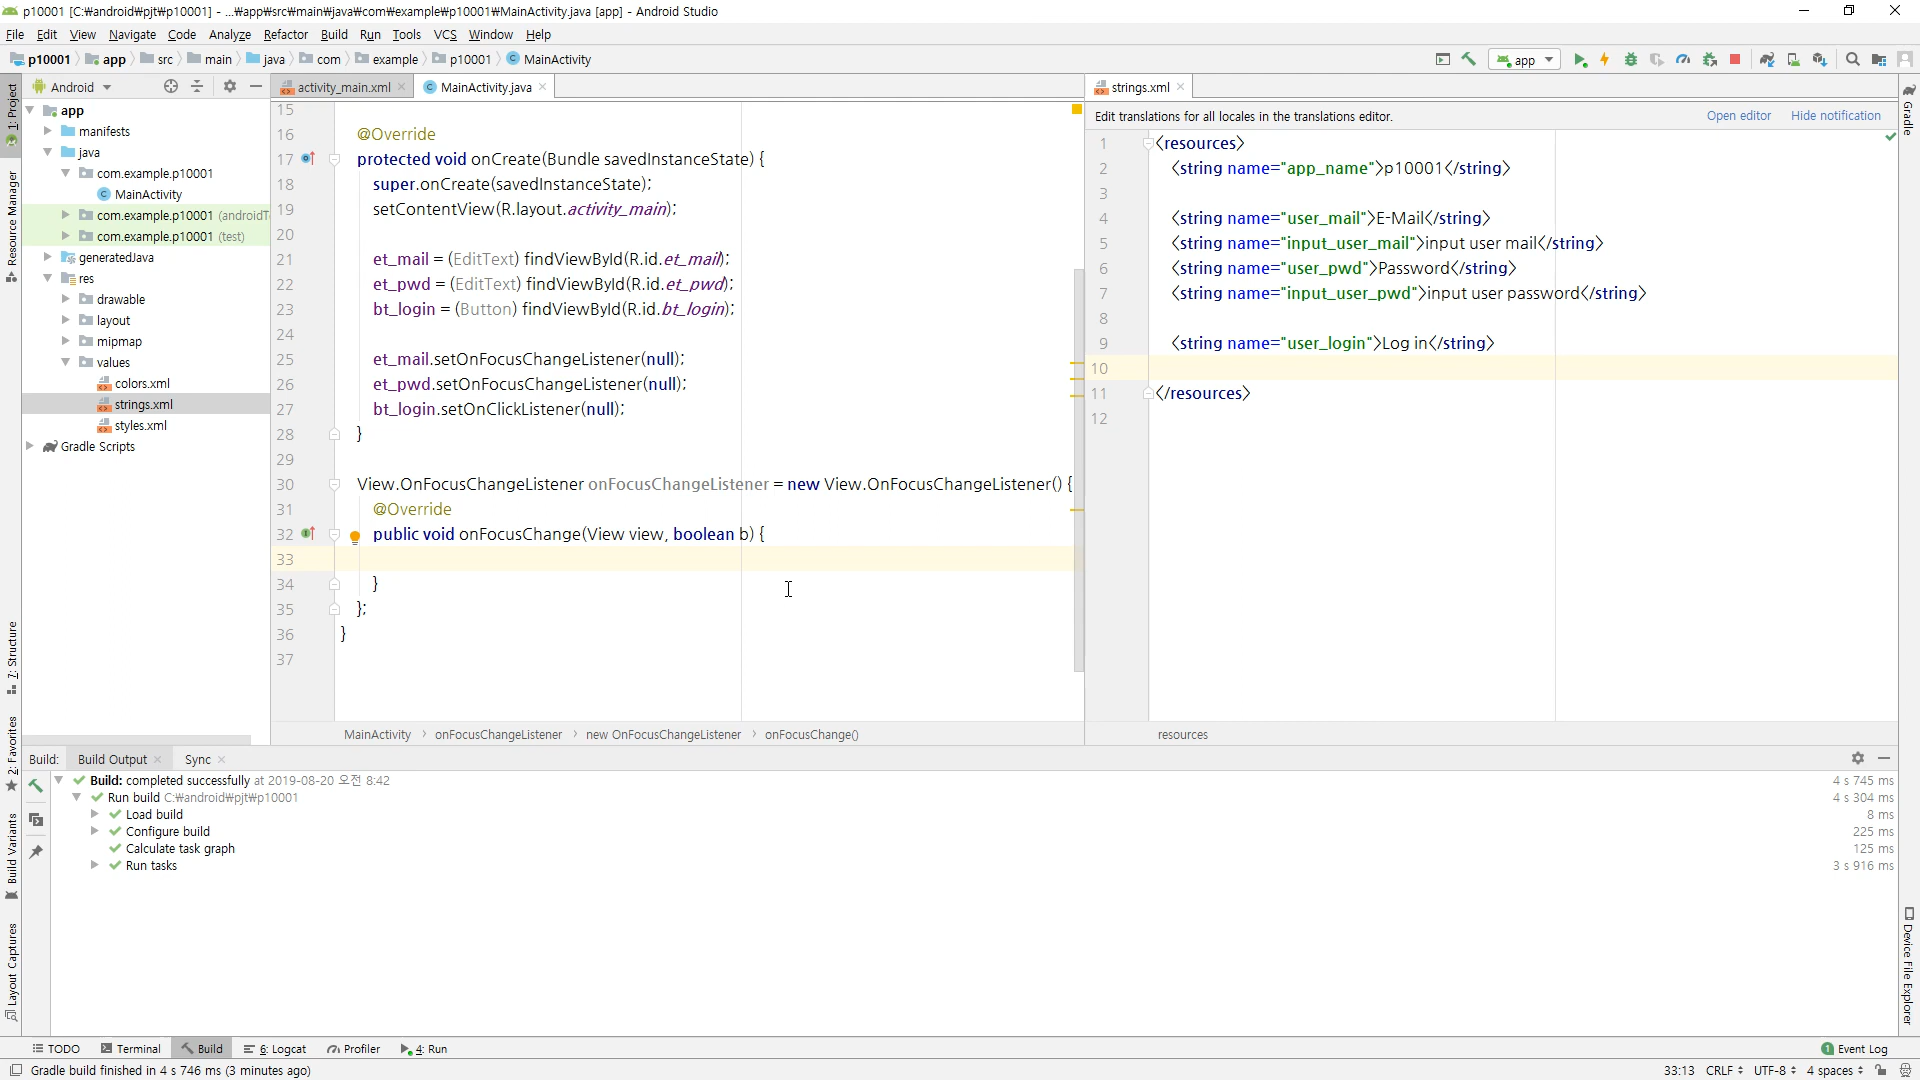 p10001 [C:₩android₩pjt₩p10001] - ...₩app₩src₩main₩java₩com₩example₩p10001₩MainActivity.java [app] - Android Studio
File Edit View Navigate Code Analyze Refactor Build Run Tools VCS Window Help
p10001 app src main java com example p10001 MainActivity
app
Android
activity_main.xml
MainActivity.java
strings.xml
1: Project
Resource Manager
7: Structure
2: Favorites
Build Variants
Layout Captures
Gradle
Device File Explorer
app
manifests
java
com.example.p10001
MainActivity
com.example.p10001 (androidT
com.example.p10001 (test)
generatedJava
res
drawable
layout
mipmap
values
colors.xml
strings.xml
styles.xml
Gradle Scripts
15
16 @Override
17 protected void onCreate(Bundle savedInstanceState) {
18 super.onCreate(savedInstanceState);
19 setContentView(R.layout.activity_main);
20
21 et_mail = (EditText) findViewById(R.id.et_mail);
22 et_pwd = (EditText) findViewById(R.id.et_pwd);
23 bt_login = (Button) findViewById(R.id.bt_login);
24
25 et_mail.setOnFocusChangeListener(null);
26 et_pwd.setOnFocusChangeListener(null);
27 bt_login.setOnClickListener(null);
28 }
29
30 View.OnFocusChangeListener onFocusChangeListener = new View.OnFocusChangeListener() {
31 @Override
32 public void onFocusChange(View view, boolean b) {
33
34 }
35 };
36 }
37
MainActivity › onFocusChangeListener › new OnFocusChangeListener › onFocusChange()
Edit translations for all locales in the translations editor. Open editor Hide notification
1 <resources>
2 <string name="app_name">p10001</string>
3
4 <string name="user_mail">E-Mail</string>
5 <string name="input_user_mail">input user mail</string>
6 <string name="user_pwd">Password</string>
7 <string name="input_user_pwd">input user password</string>
8
9 <string name="user_login">Log in</string>
10
11 </resources>
12
resources
Build: Build Output Sync
Build: completed successfully at 2019-08-20 오전 8:42 4 s 745 ms
Run build C:₩android₩pjt₩p10001 4 s 304 ms
Load build 8 ms
Configure build 225 ms
Calculate task graph 125 ms
Run tasks 3 s 916 ms
TODO Terminal Build 6: Logcat Profiler 4: Run 1 Event Log
Gradle build finished in 4 s 746 ms (3 minutes ago) 33:13 CRLF UTF-8 4 spaces